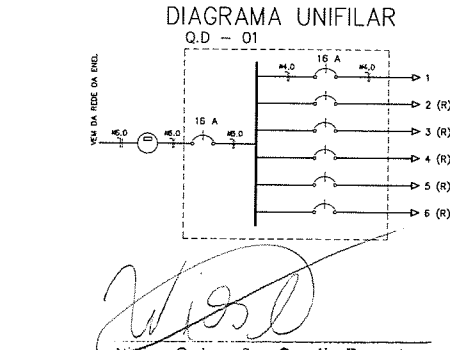 DIAGRAMA UNIFILAR
Q.D - 01
VEM DA REDE DA ENEL
#6,0
#6,0
16 A
#6,0
#4,0
16 A
#4,0
1
2 (R)
3 (R)
4 (R)
5 (R)
6 (R)